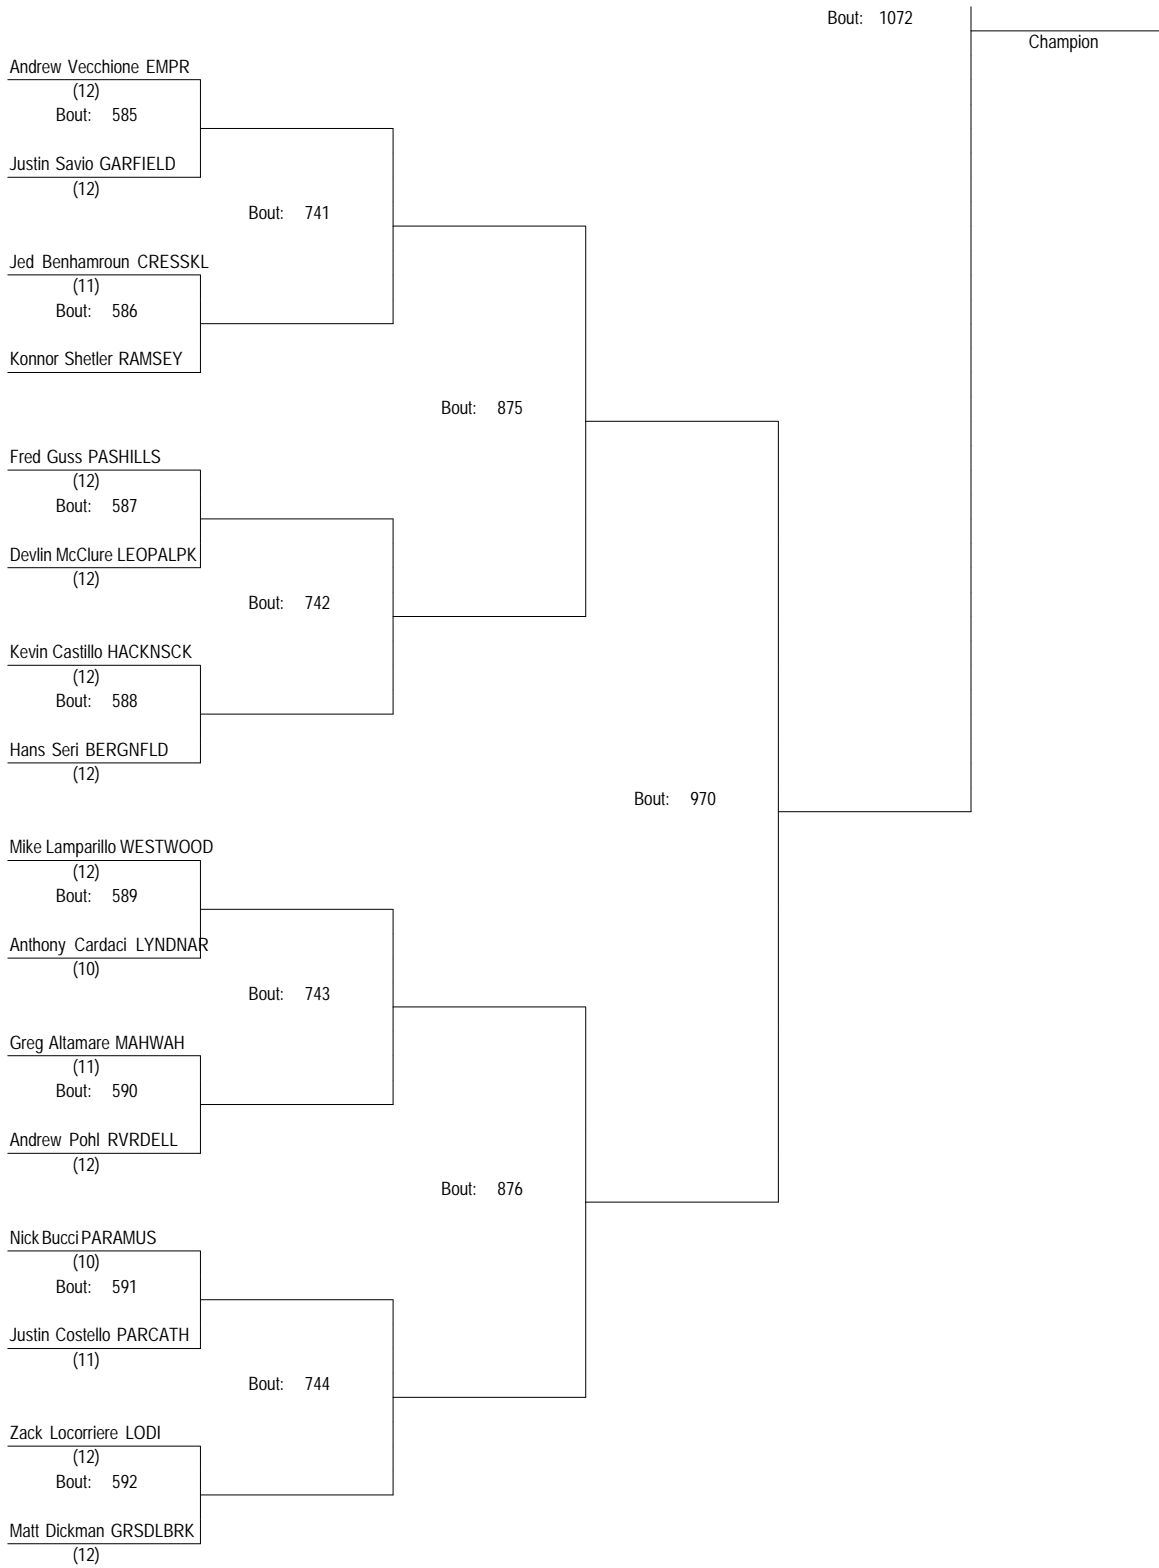 Bout: 1072
Champion
Andrew Vecchione EMPR
(12)
Bout: 585
Justin Savio GARFIELD
(12)
Bout: 741
Jed Benhamroun CRESSKL
(11)
Bout: 586
Konnor Shetler RAMSEY
Bout: 875
Fred Guss PASHILLS
(12)
Bout: 587
Devlin McClure LEOPALPK
(12)
Bout: 742
Kevin Castillo HACKNSCK
(12)
Bout: 588
Hans Seri BERGNFLD
(12)
Bout: 970
Mike Lamparillo WESTWOOD
(12)
Bout: 589
Anthony Cardaci LYNDNAR
(10)
Bout: 743
Greg Altamare MAHWAH
(11)
Bout: 590
Andrew Pohl RVRDELL
(12)
Bout: 876
Nick Bucci PARAMUS
(10)
Bout: 591
Justin Costello PARCATH
(11)
Bout: 744
Zack Locorriere LODI
(12)
Bout: 592
Matt Dickman GRSDLBRK
(12)